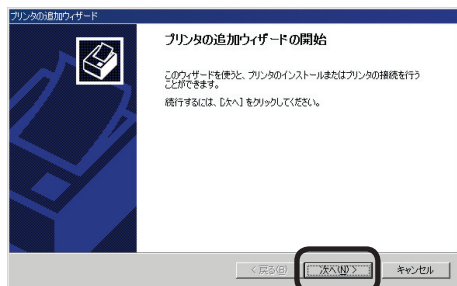 プリンタの追加ウィザード
プリンタの追加ウィザードの開始
このウィザードを使うと、プリンタのインストールまたはプリンタの接続を行う
ことができます。
続行するには、[次へ] をクリックしてください。
< 戻る(B) 次へ(N) > キャンセル